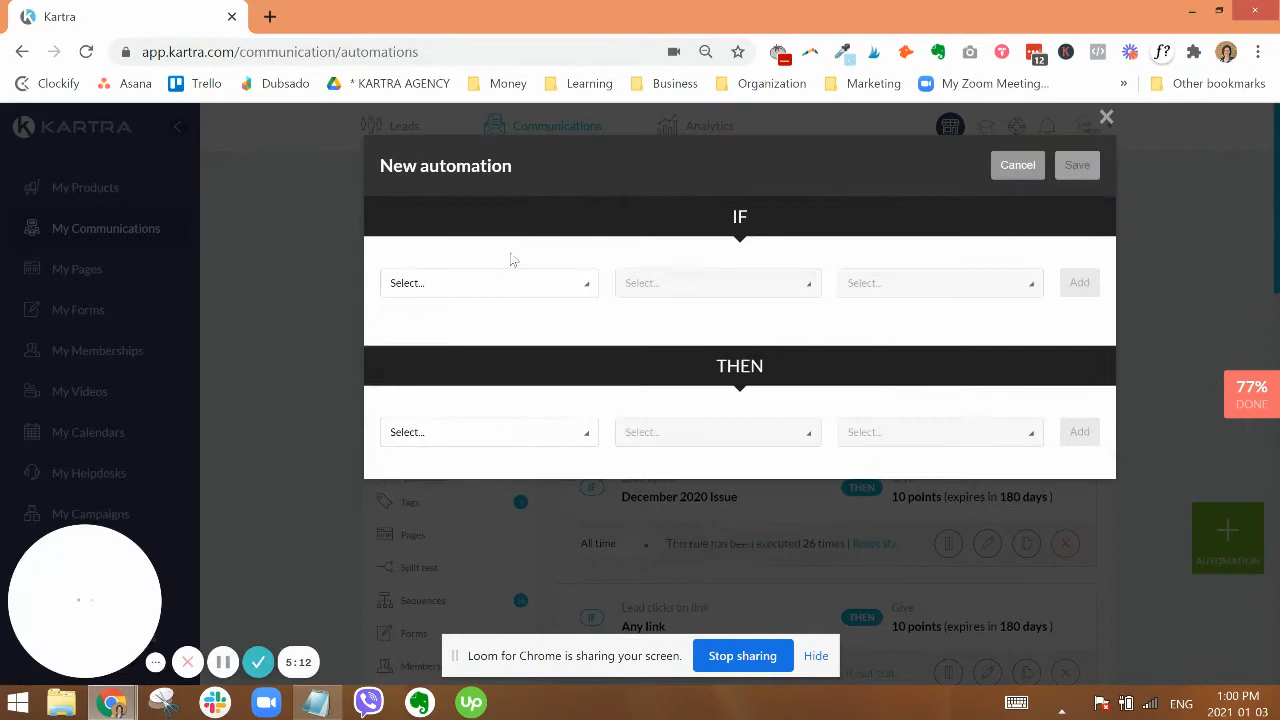 Kartra
app.kartra.com/communication/automations
12
f?
Clockify
Asana
Trello
Dubsado
* KARTRA AGENCY
Money
Learning
Business
Organization
Marketing
My Zoom Meeting...
»
Other bookmarks
KARTRA
Leads
Communications
Analytics
My Products
My Communications
My Pages
My Forms
My Memberships
My Videos
My Calendars
My Helpdesks
My Campaigns
New automation
Cancel
Save
IF
Select...
Select...
Select...
Add
THEN
Select...
Select...
Select...
Add
77%
DONE
Tags
Pages
Split test
Sequences
Forms
IF
December 2020 Issue
THEN
Give
10 points (expires in 180 days )
All time
This rule has been executed 26 times |
IF
Lead clicks on link
Any link
THEN
Give
10 points (expires in 180 days )
AUTOMATION
Loom for Chrome is sharing your screen.
Stop sharing
Hide
5:12
Up
ENG
1:00 PM
2021 01 03